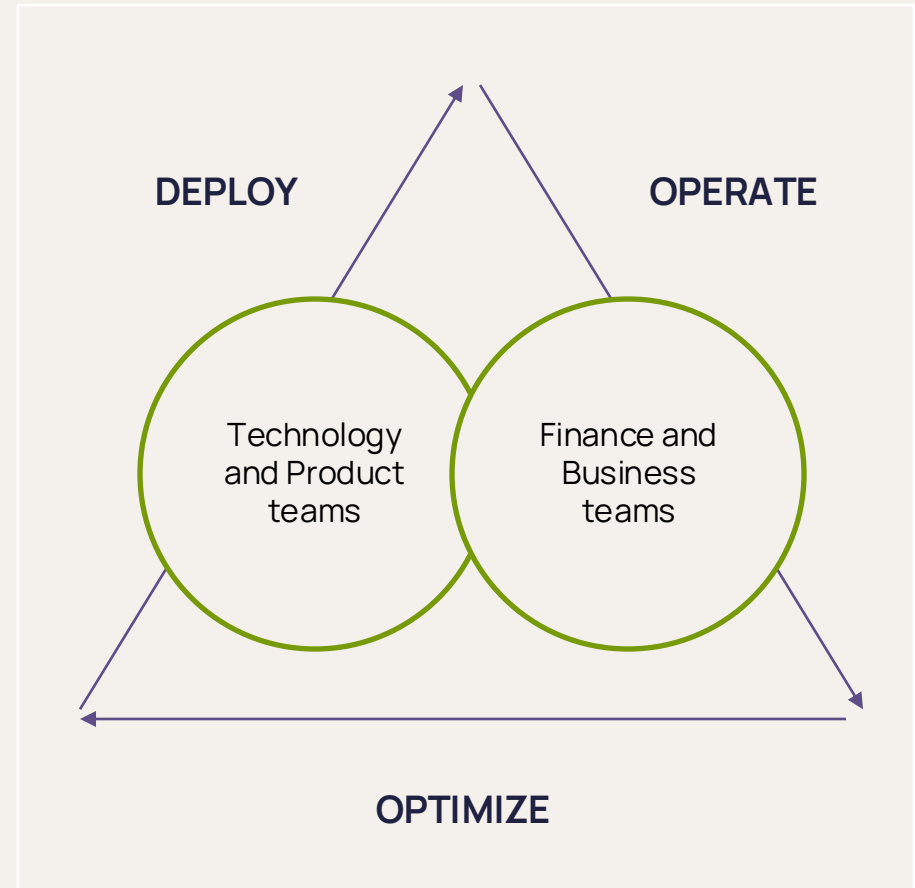 DEPLOY
OPERATE
Technology
and Product
teams
Finance and
Business
teams
OPTIMIZE